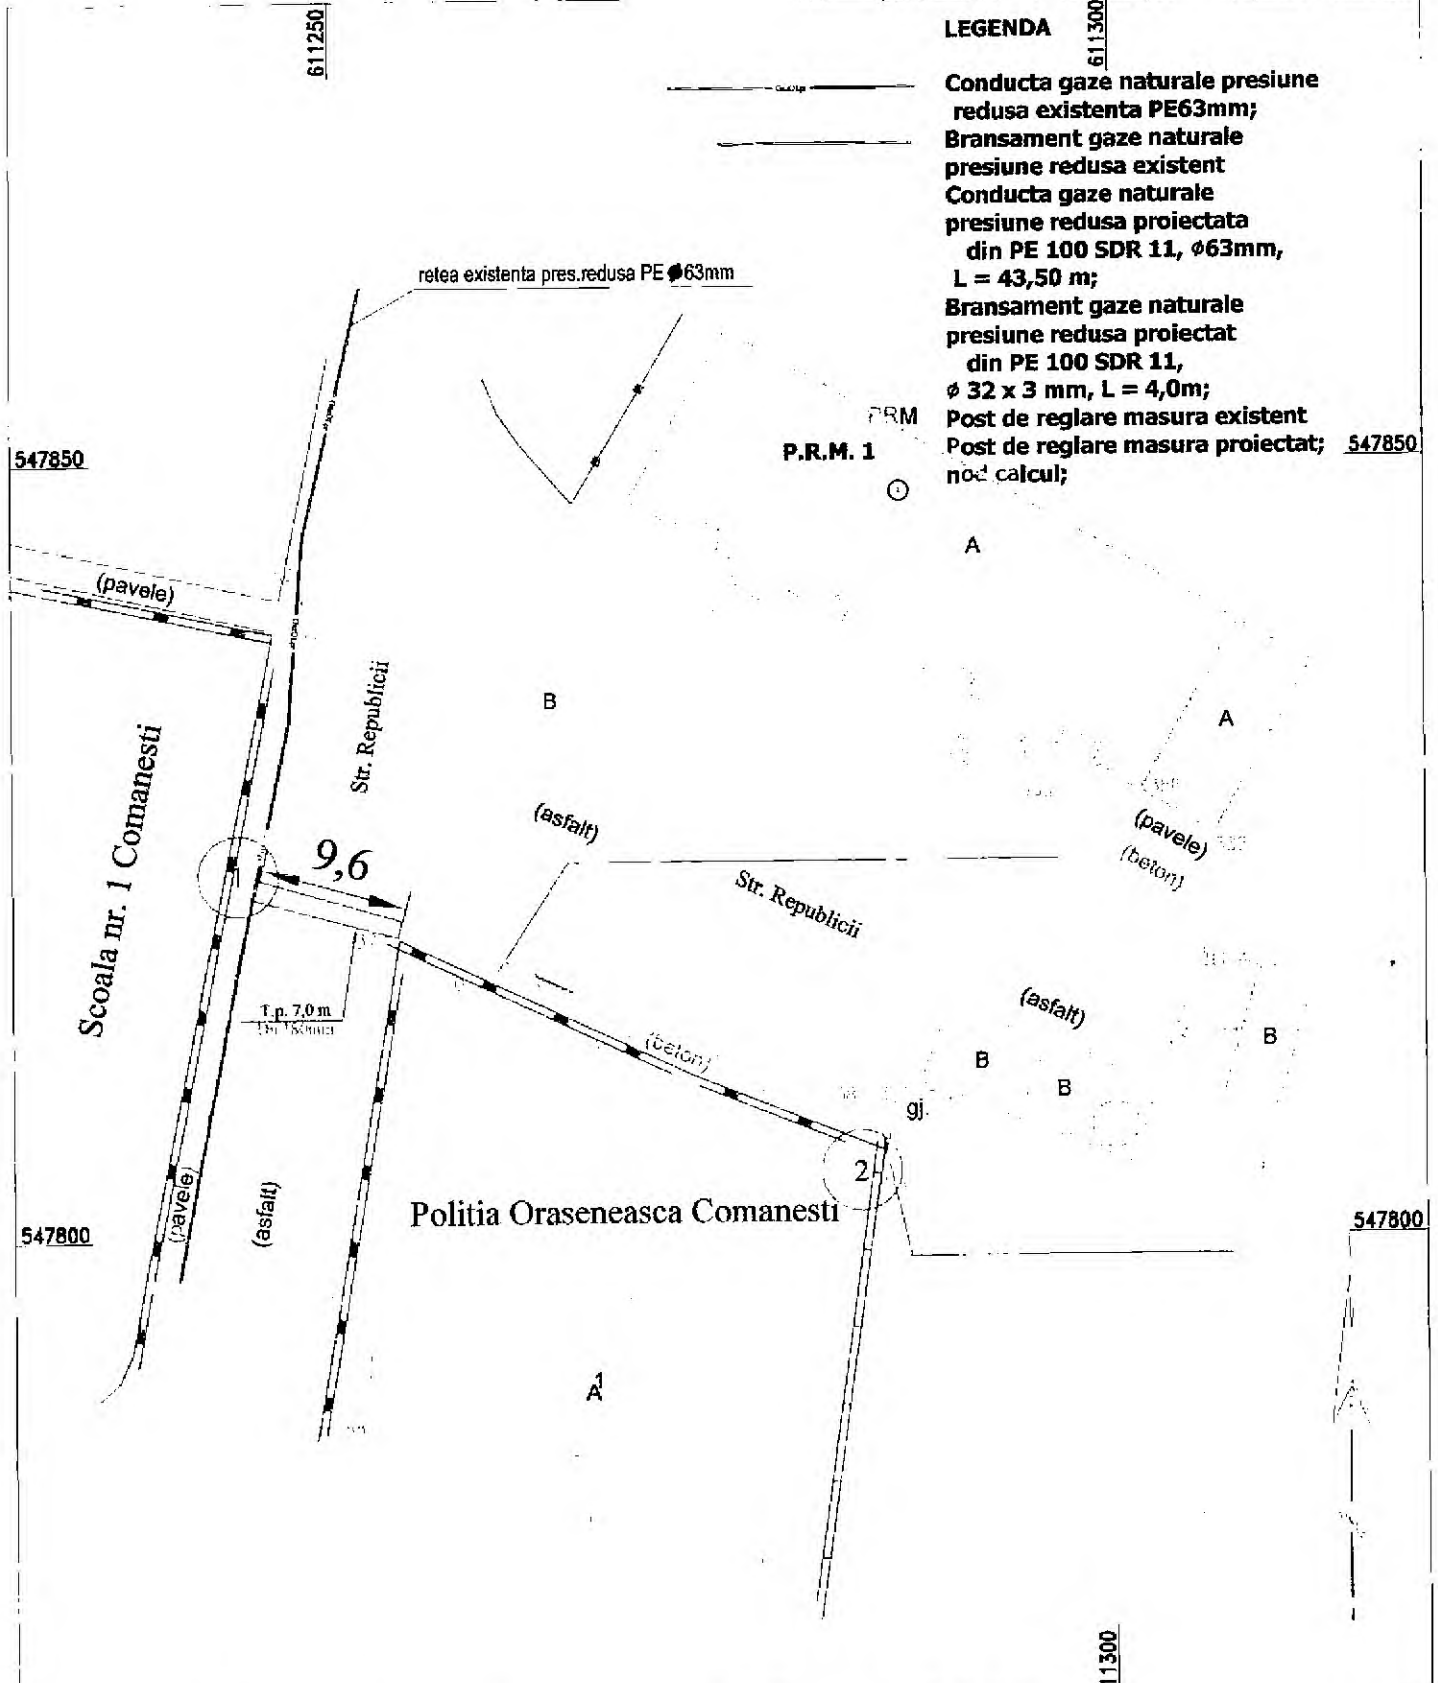 611250
611300
LEGENDA
Conducta gaze naturale presiune
redusa existenta PE63mm;
Bransament gaze naturale
presiune redusa existent
Conducta gaze naturale
presiune redusa proiectata
din PE 100 SDR 11, ϕ63mm,
L = 43,50 m;
Bransament gaze naturale
presiune redusa proiectat
din PE 100 SDR 11,
ϕ 32 x 3 mm, L = 4,0m;
PRM
Post de reglare masura existent
P.R.M. 1
Post de reglare masura proiectat;
nod calcul;
retea existenta pres.redusa PE ϕ63mm
547850
547850
A
(pavele)
Str. Republicii
B
A
Scoala nr. 1 Comanesti
(asfalt)
(pavele)
(beton)
9,6
1
Str. Republicii
T.p. 7,0 m
(asfalt)
(beton)
B
B
B
gj.
2
(pavele)
(asfalt)
Politia Oraseneasca Comanesti
547800
547800
A
11300